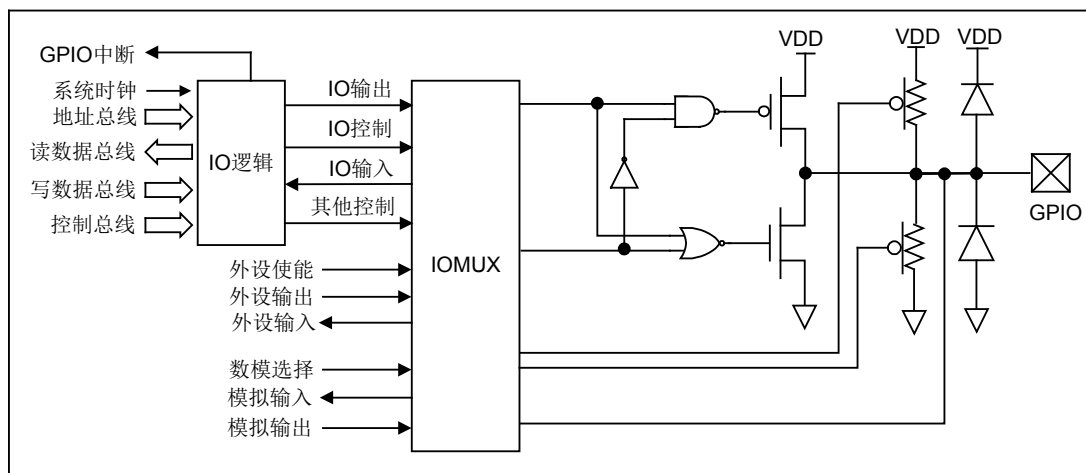 GPIO中断
系统时钟
地址总线
读数据总线
写数据总线
控制总线
IO逻辑
IO输出
IO控制
IO输入
其他控制
外设使能
外设输出
外设输入
数模选择
模拟输入
模拟输出
IOMUX
VDD
VDD
VDD
GPIO